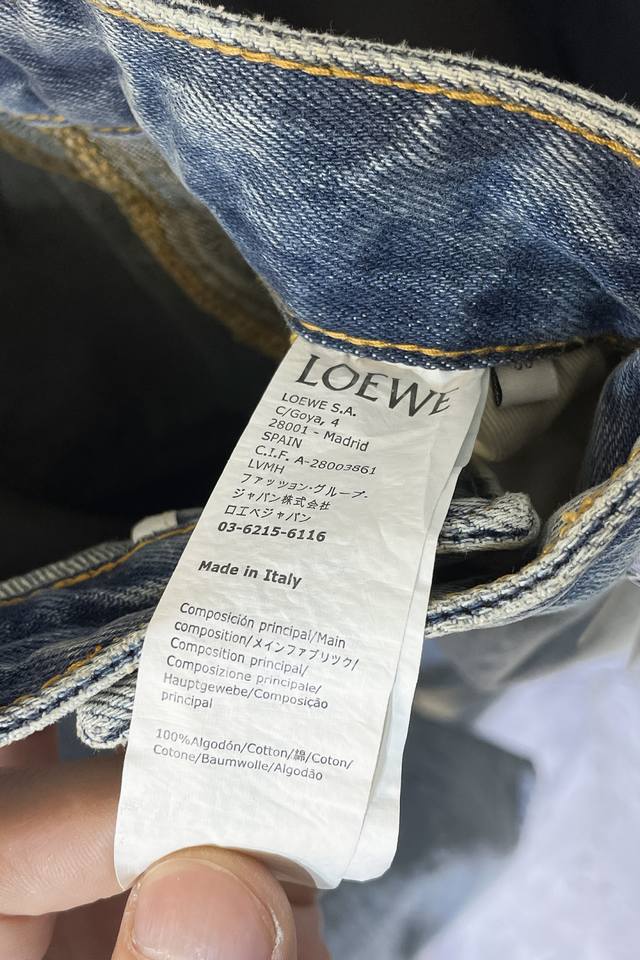 LOEWE
LOEWE S.A.
C/Goya, 4
28001 - Madrid
SPAIN
C.I.F. A-28003861
LVMH
ファッツョン・グループ-
ジャパン株式会社
ロエベジャパン
03-6215-6116
Made in Italy
Composición principal/Main
composition/メインファブリック/
Composition principal/
Composizione principale/
Hauptgewebe/Composição
principal
100%Algodón/Cotton/綿/Coton/
Cotone/Baumwolle/Algodão